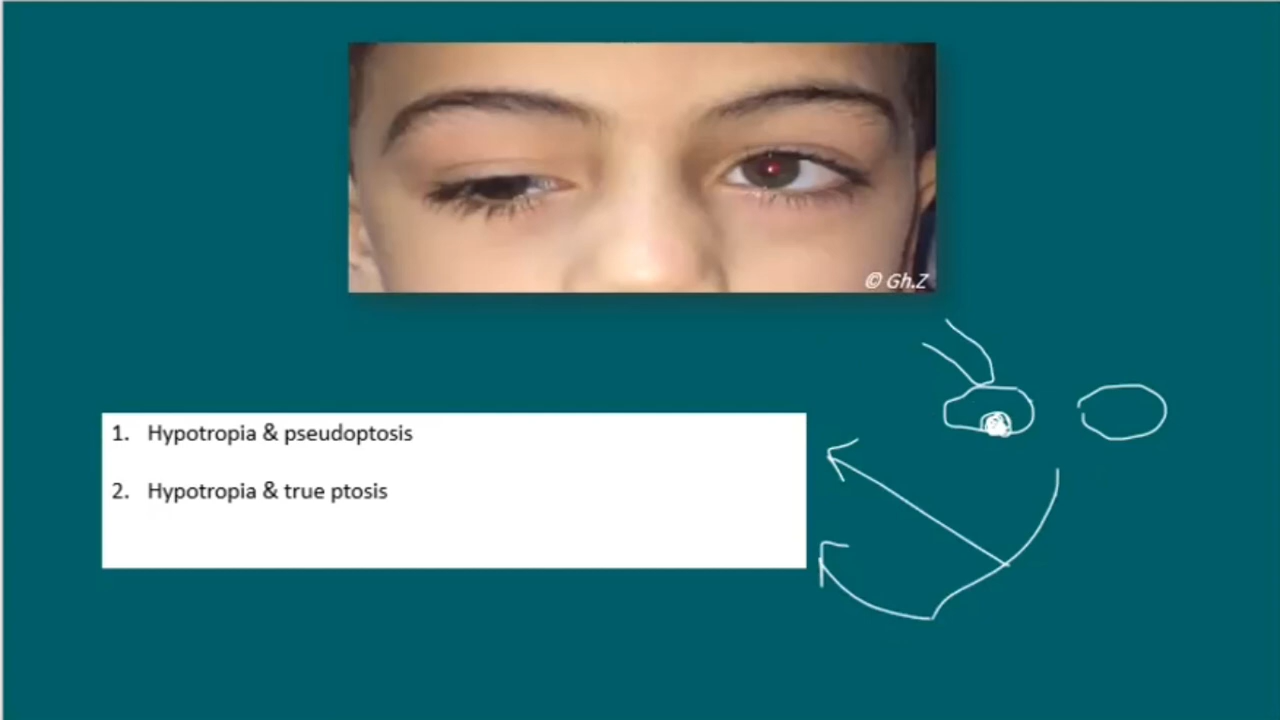 © Gh.Z
1. Hypotropia & pseudoptosis
2. Hypotropia & true ptosis